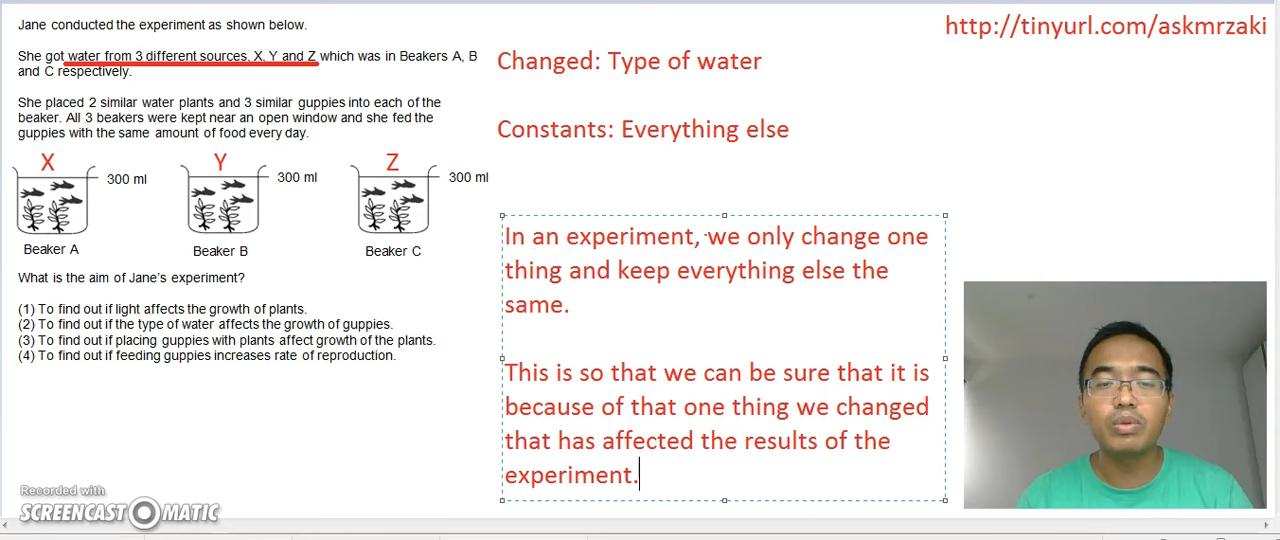 Jane conducted the experiment as shown below.
She got water from 3 different sources, X, Y and Z which was in Beakers A, B
and C respectively.
She placed 2 similar water plants and 3 similar guppies into each of the
beaker. All 3 beakers were kept near an open window and she fed the
guppies with the same amount of food every day.
X
Y
Z
300 ml
300 ml
300 ml
Beaker A
Beaker B
Beaker C
What is the aim of Jane's experiment?
(1) To find out if light affects the growth of plants.
(2) To find out if the type of water affects the growth of guppies.
(3) To find out if placing guppies with plants affect growth of the plants.
(4) To find out if feeding guppies increases rate of reproduction.
http://tinyurl.com/askmrzaki
Changed: Type of water
Constants: Everything else
In an experiment, we only change one
thing and keep everything else the
same.
This is so that we can be sure that it is
because of that one thing we changed
that has affected the results of the
experiment.
Recorded with
SCREENCAST MATIC